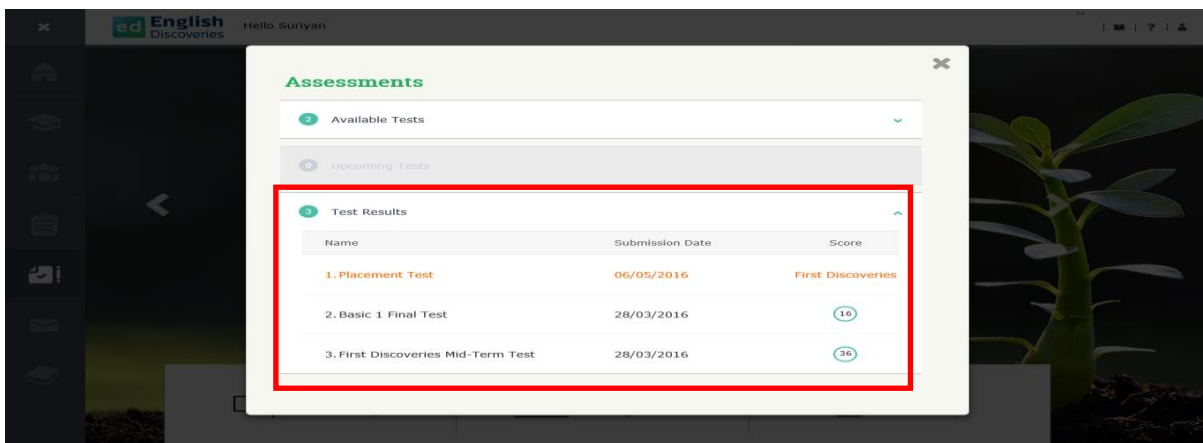 ed English Discoveries Hello Suriyan
| ? |
Assessments
2 Available Tests
0 Upcoming Tests
3 Test Results
Name Submission Date Score
1. Placement Test 06/05/2016 First Discoveries
2. Basic 1 Final Test 28/03/2016 16
3. First Discoveries Mid-Term Test 28/03/2016 36